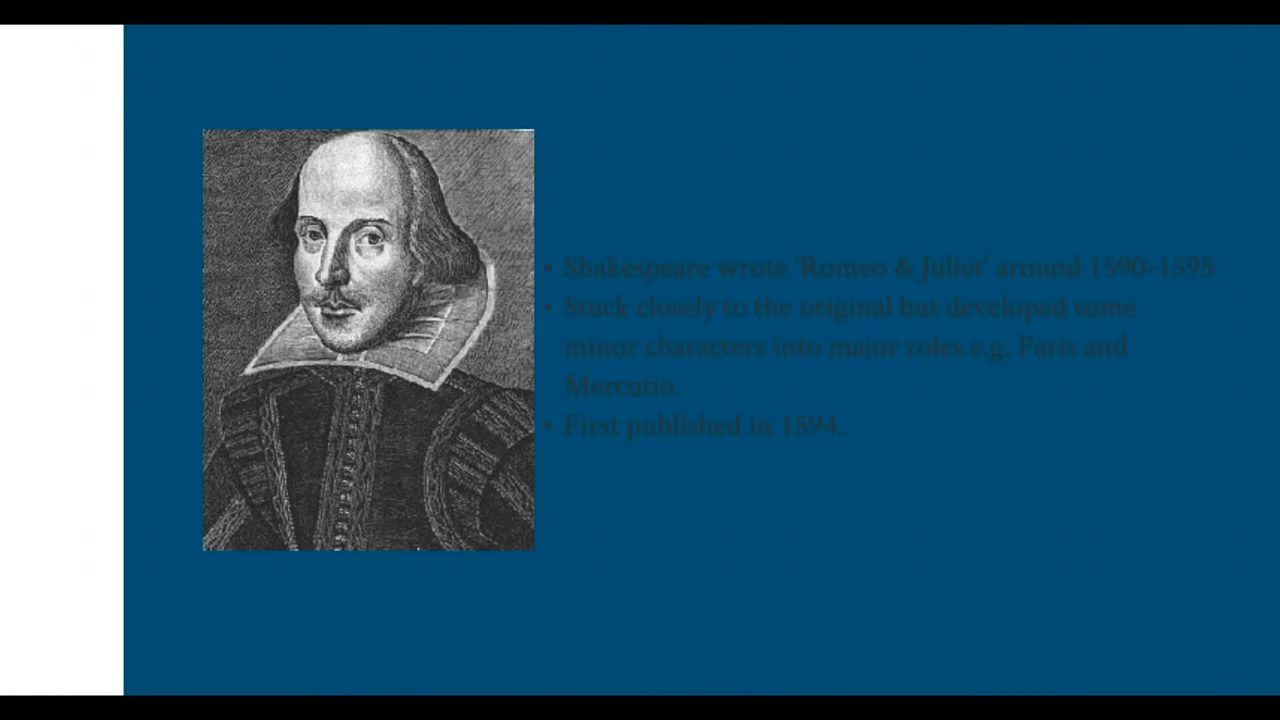 • Shakespeare wrote 'Romeo & Juliet' around 1590-1595
• Stuck closely to the original but developed some
minor characters into major roles e.g. Paris and
Mercutio.
• First published in 1594.